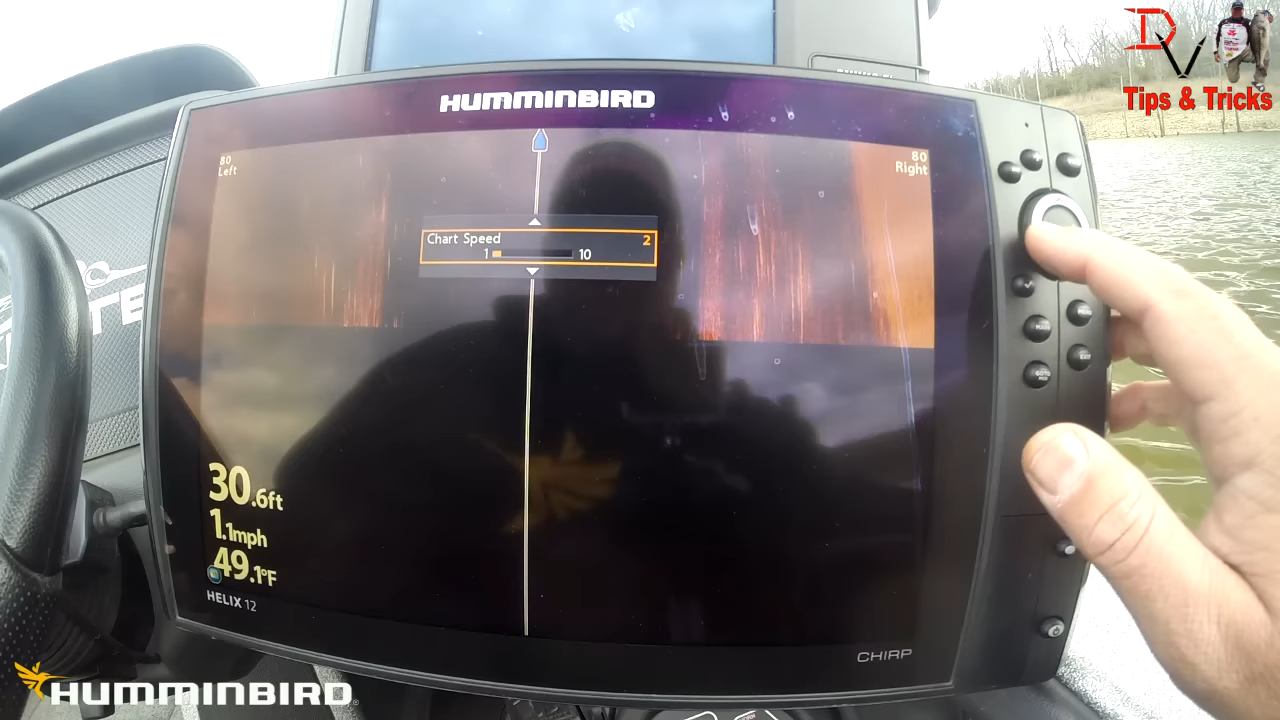 HUMMINBIRD
DV
Tips & Tricks
80
Left
80
Right
Chart Speed 2
1 10
30.6ft
1.1mph
49.1°F
HELIX 12
CHIRP
HUMMINBIRD